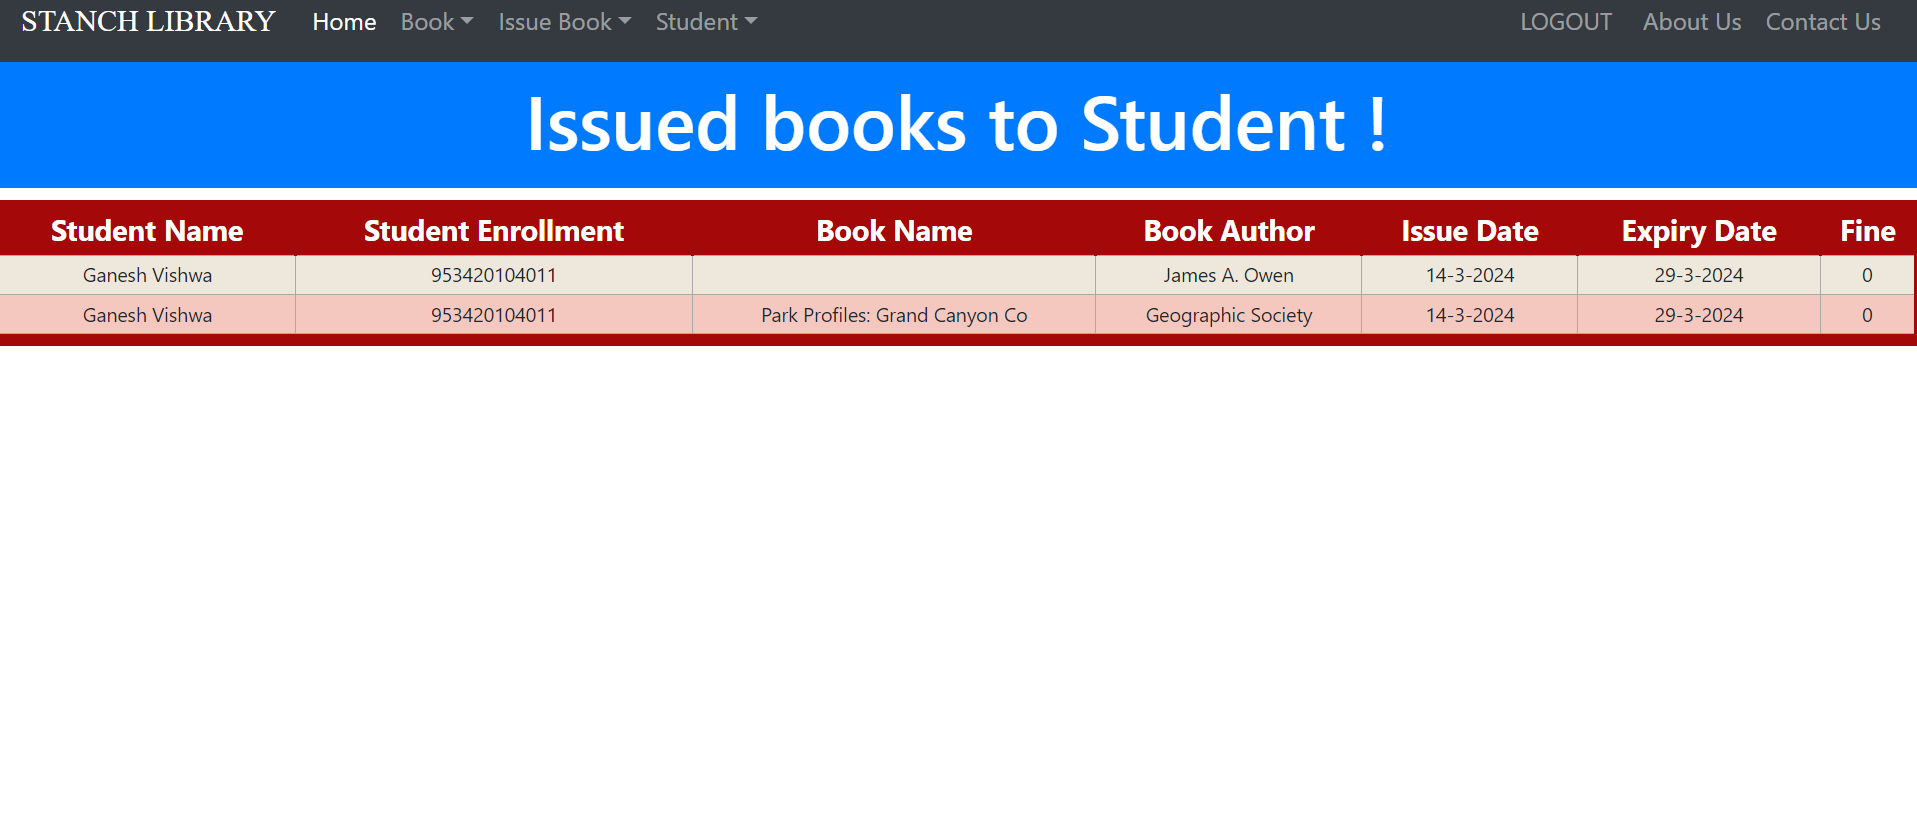 STANCH LIBRARY Home Book Issue Book Student LOGOUT About Us Contact Us
Issued books to Student !
Student Name Student Enrollment Book Name Book Author Issue Date Expiry Date Fine
Ganesh Vishwa 953420104011 James A. Owen 14-3-2024 29-3-2024 0
Ganesh Vishwa 953420104011 Park Profiles: Grand Canyon Co Geographic Society 14-3-2024 29-3-2024 0